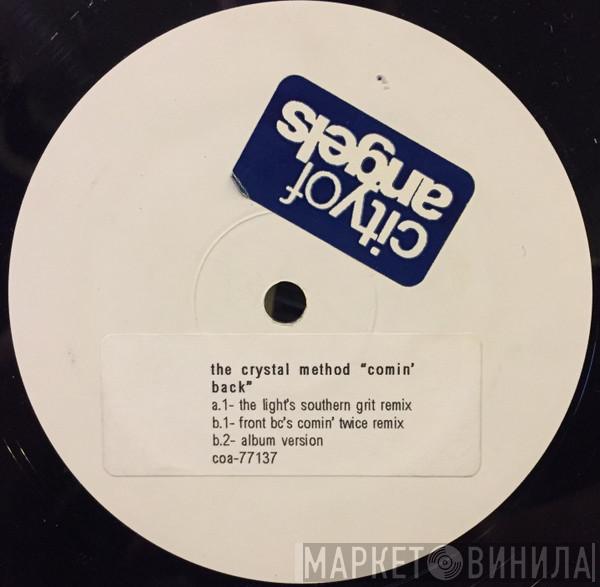 city of
angels
the crystal method "comin'
back"
a.1- the light's southern grit remix
b.1- front bc's comin' twice remix
b.2- album version
coa-77137
МАРКЕТ ВИНИЛА